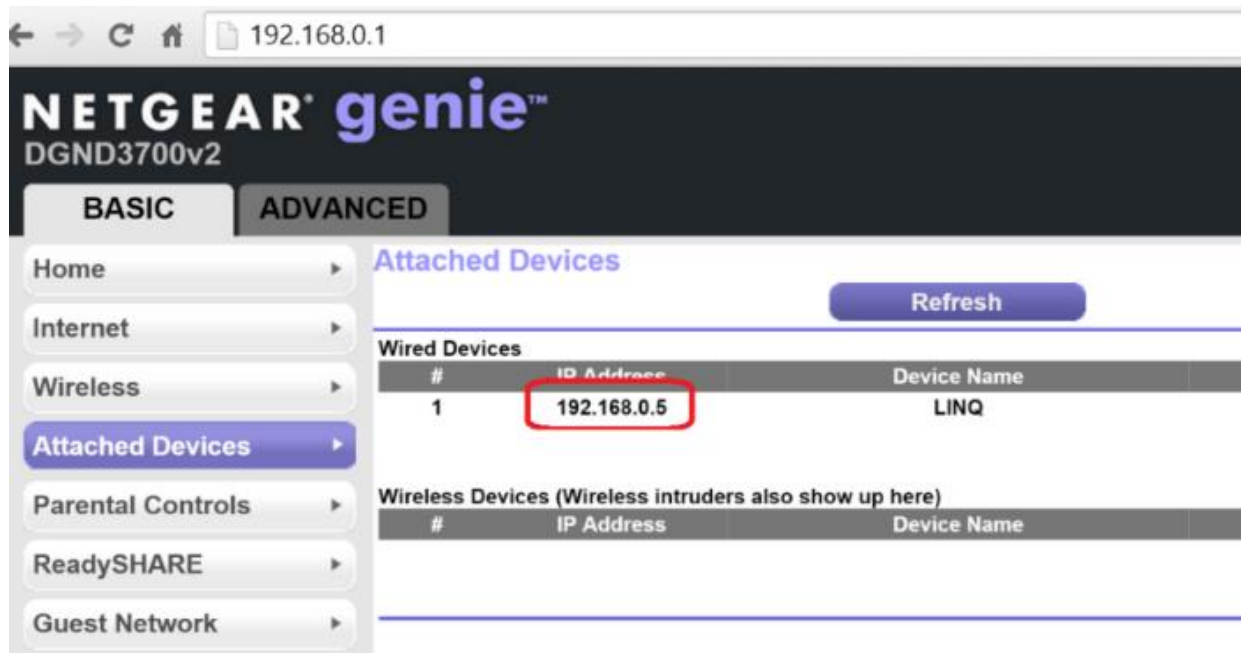 192.168.0.1
NETGEAR® genie™
DGND3700v2
BASIC ADVANCED
Home
Internet
Wireless
Attached Devices
Parental Controls
ReadySHARE
Guest Network
Attached Devices
Refresh
Wired Devices
# IP Address Device Name
1 192.168.0.5 LINQ
Wireless Devices (Wireless intruders also show up here)
# IP Address Device Name